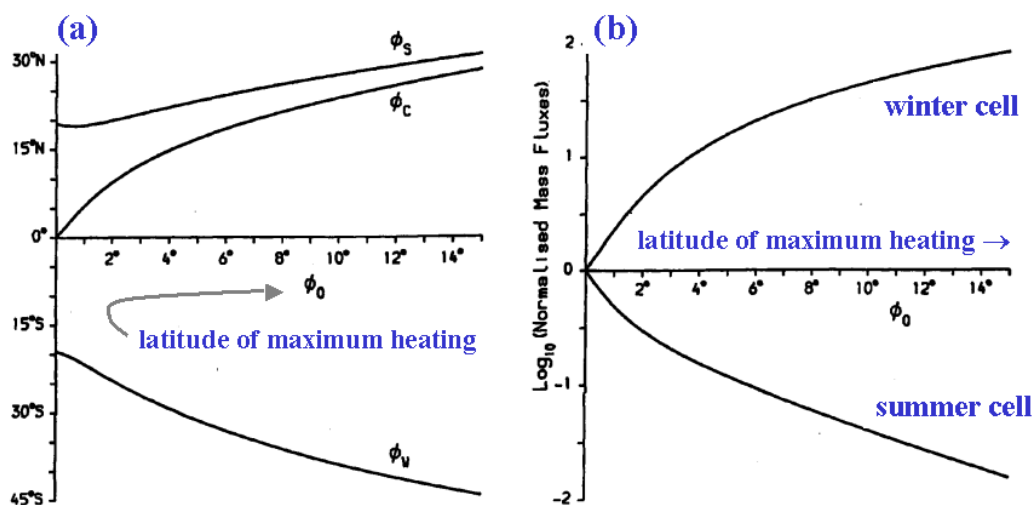 (a)
30°N
15°N
0°
15°S
30°S
45°S
ϕS
ϕC
2° 4° 6° 8° 10° 12° 14°
ϕ0
latitude of maximum heating
ϕW
(b)
Log10(Normalised Mass Fluxes)
2
1
0
-1
-2
winter cell
latitude of maximum heating →
2° 4° 6° 8° 10° 12° 14°
ϕ0
summer cell